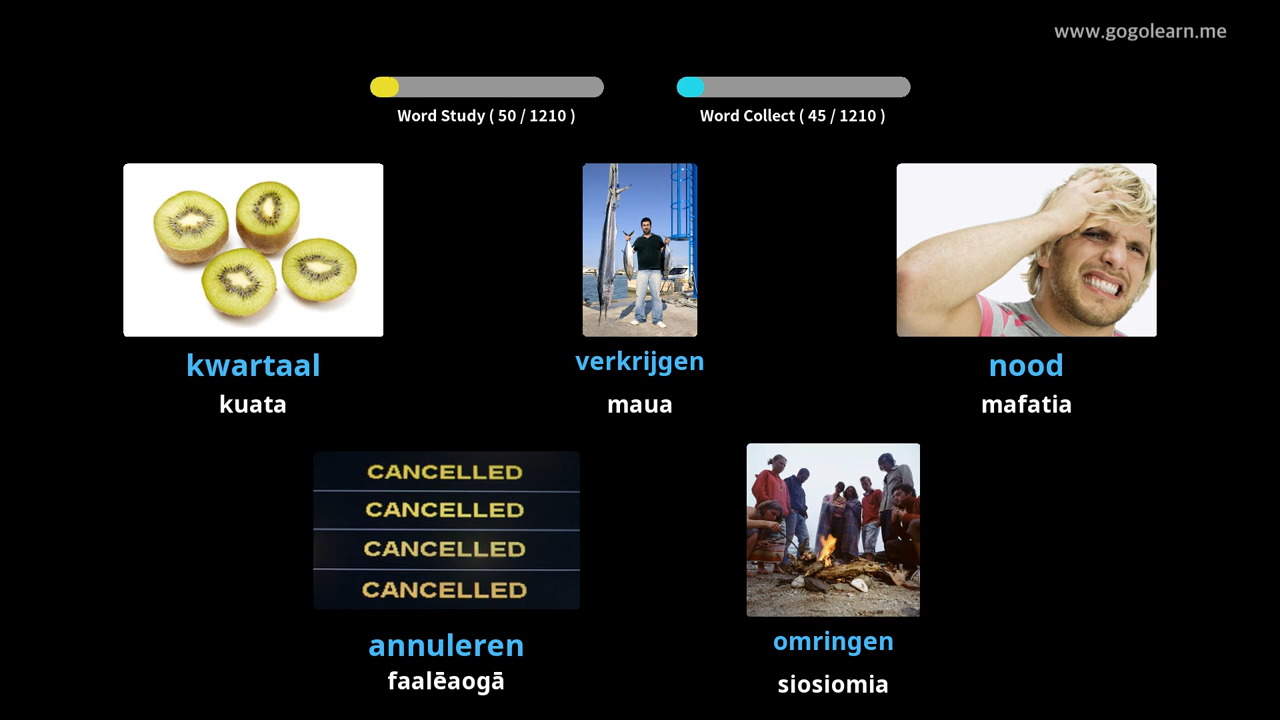 www.gogolearn.me
Word Study ( 50 / 1210 )
Word Collect ( 45 / 1210 )
kwartaal
kuata
verkrijgen
maua
nood
mafatia
CANCELLED
CANCELLED
CANCELLED
CANCELLED
annuleren
faalēaogā
omringen
siosiomia